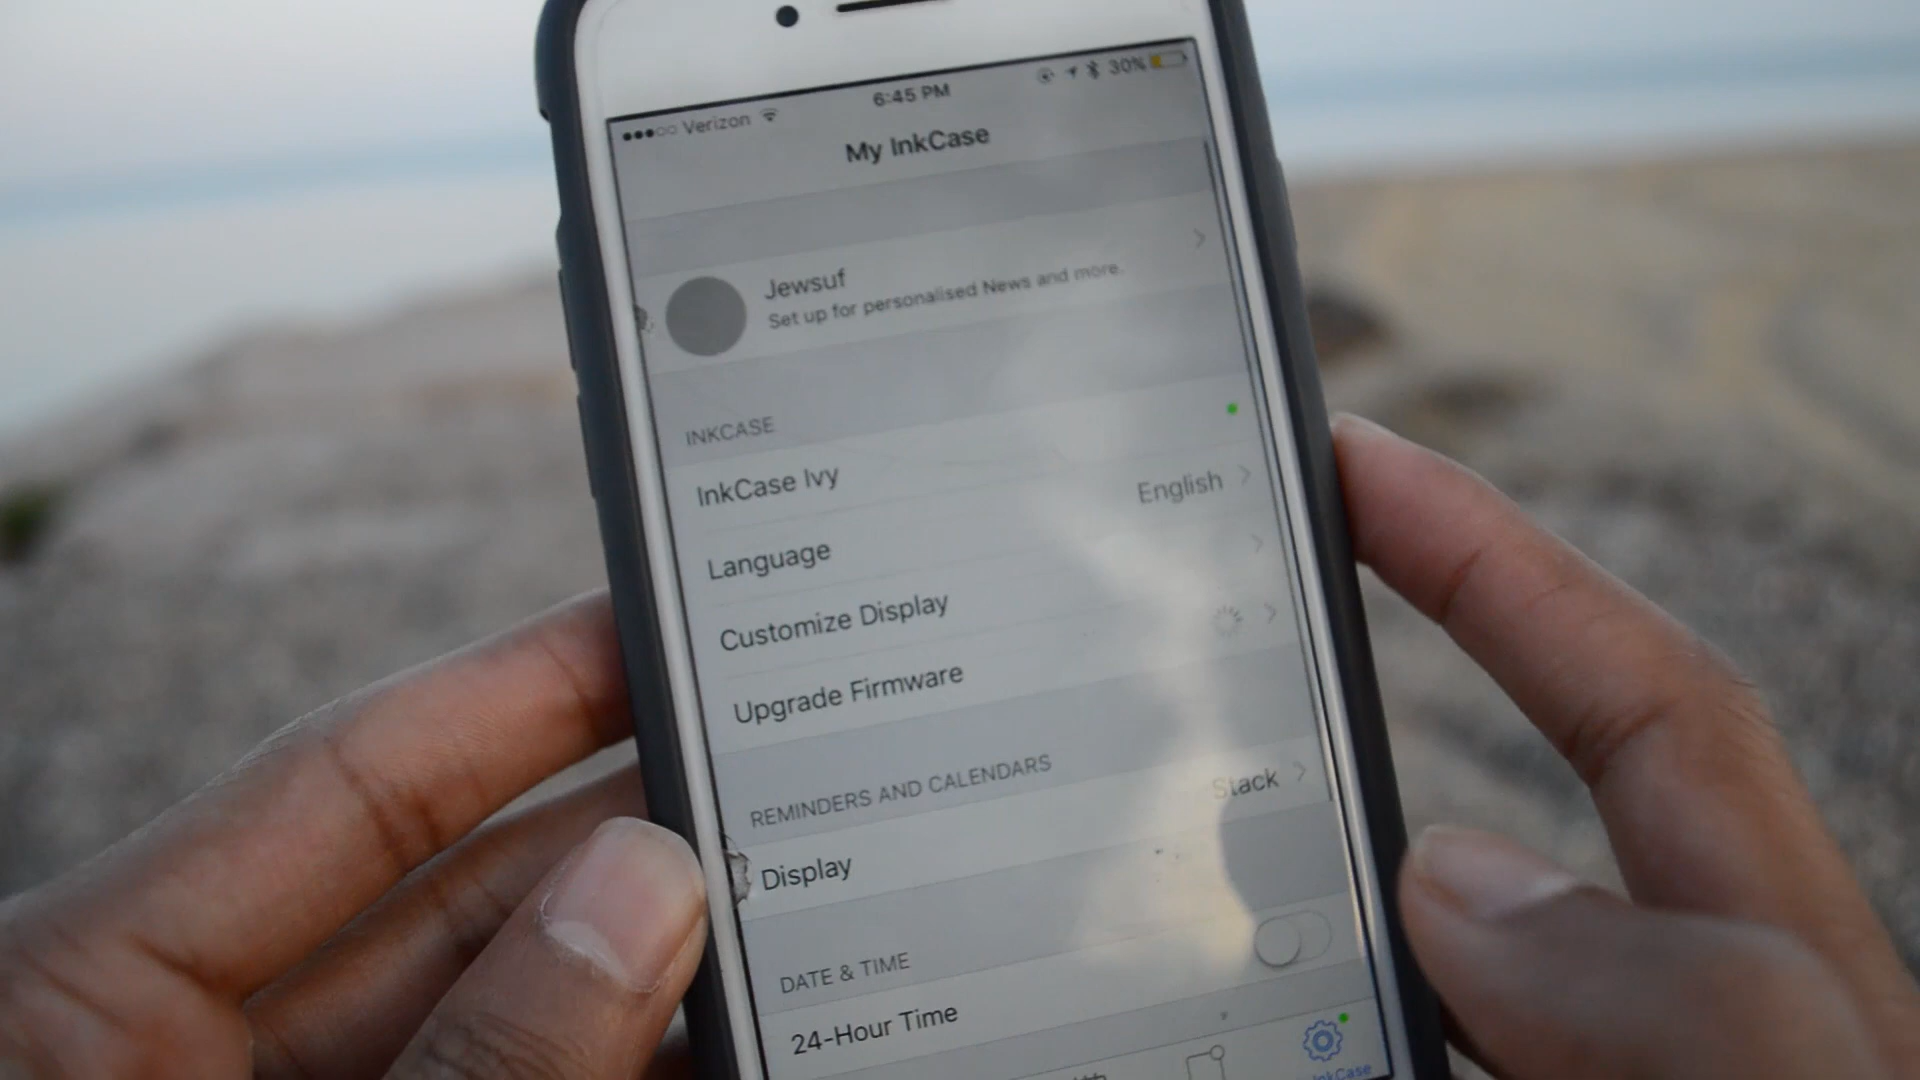 Verizon
6:45 PM
30%
My InkCase
Jewsuf
Set up for personalised News and more.
INKCASE
InkCase Ivy
Language English
Customize Display
Upgrade Firmware
REMINDERS AND CALENDARS
Display Stack
DATE & TIME
24-Hour Time
InkCase